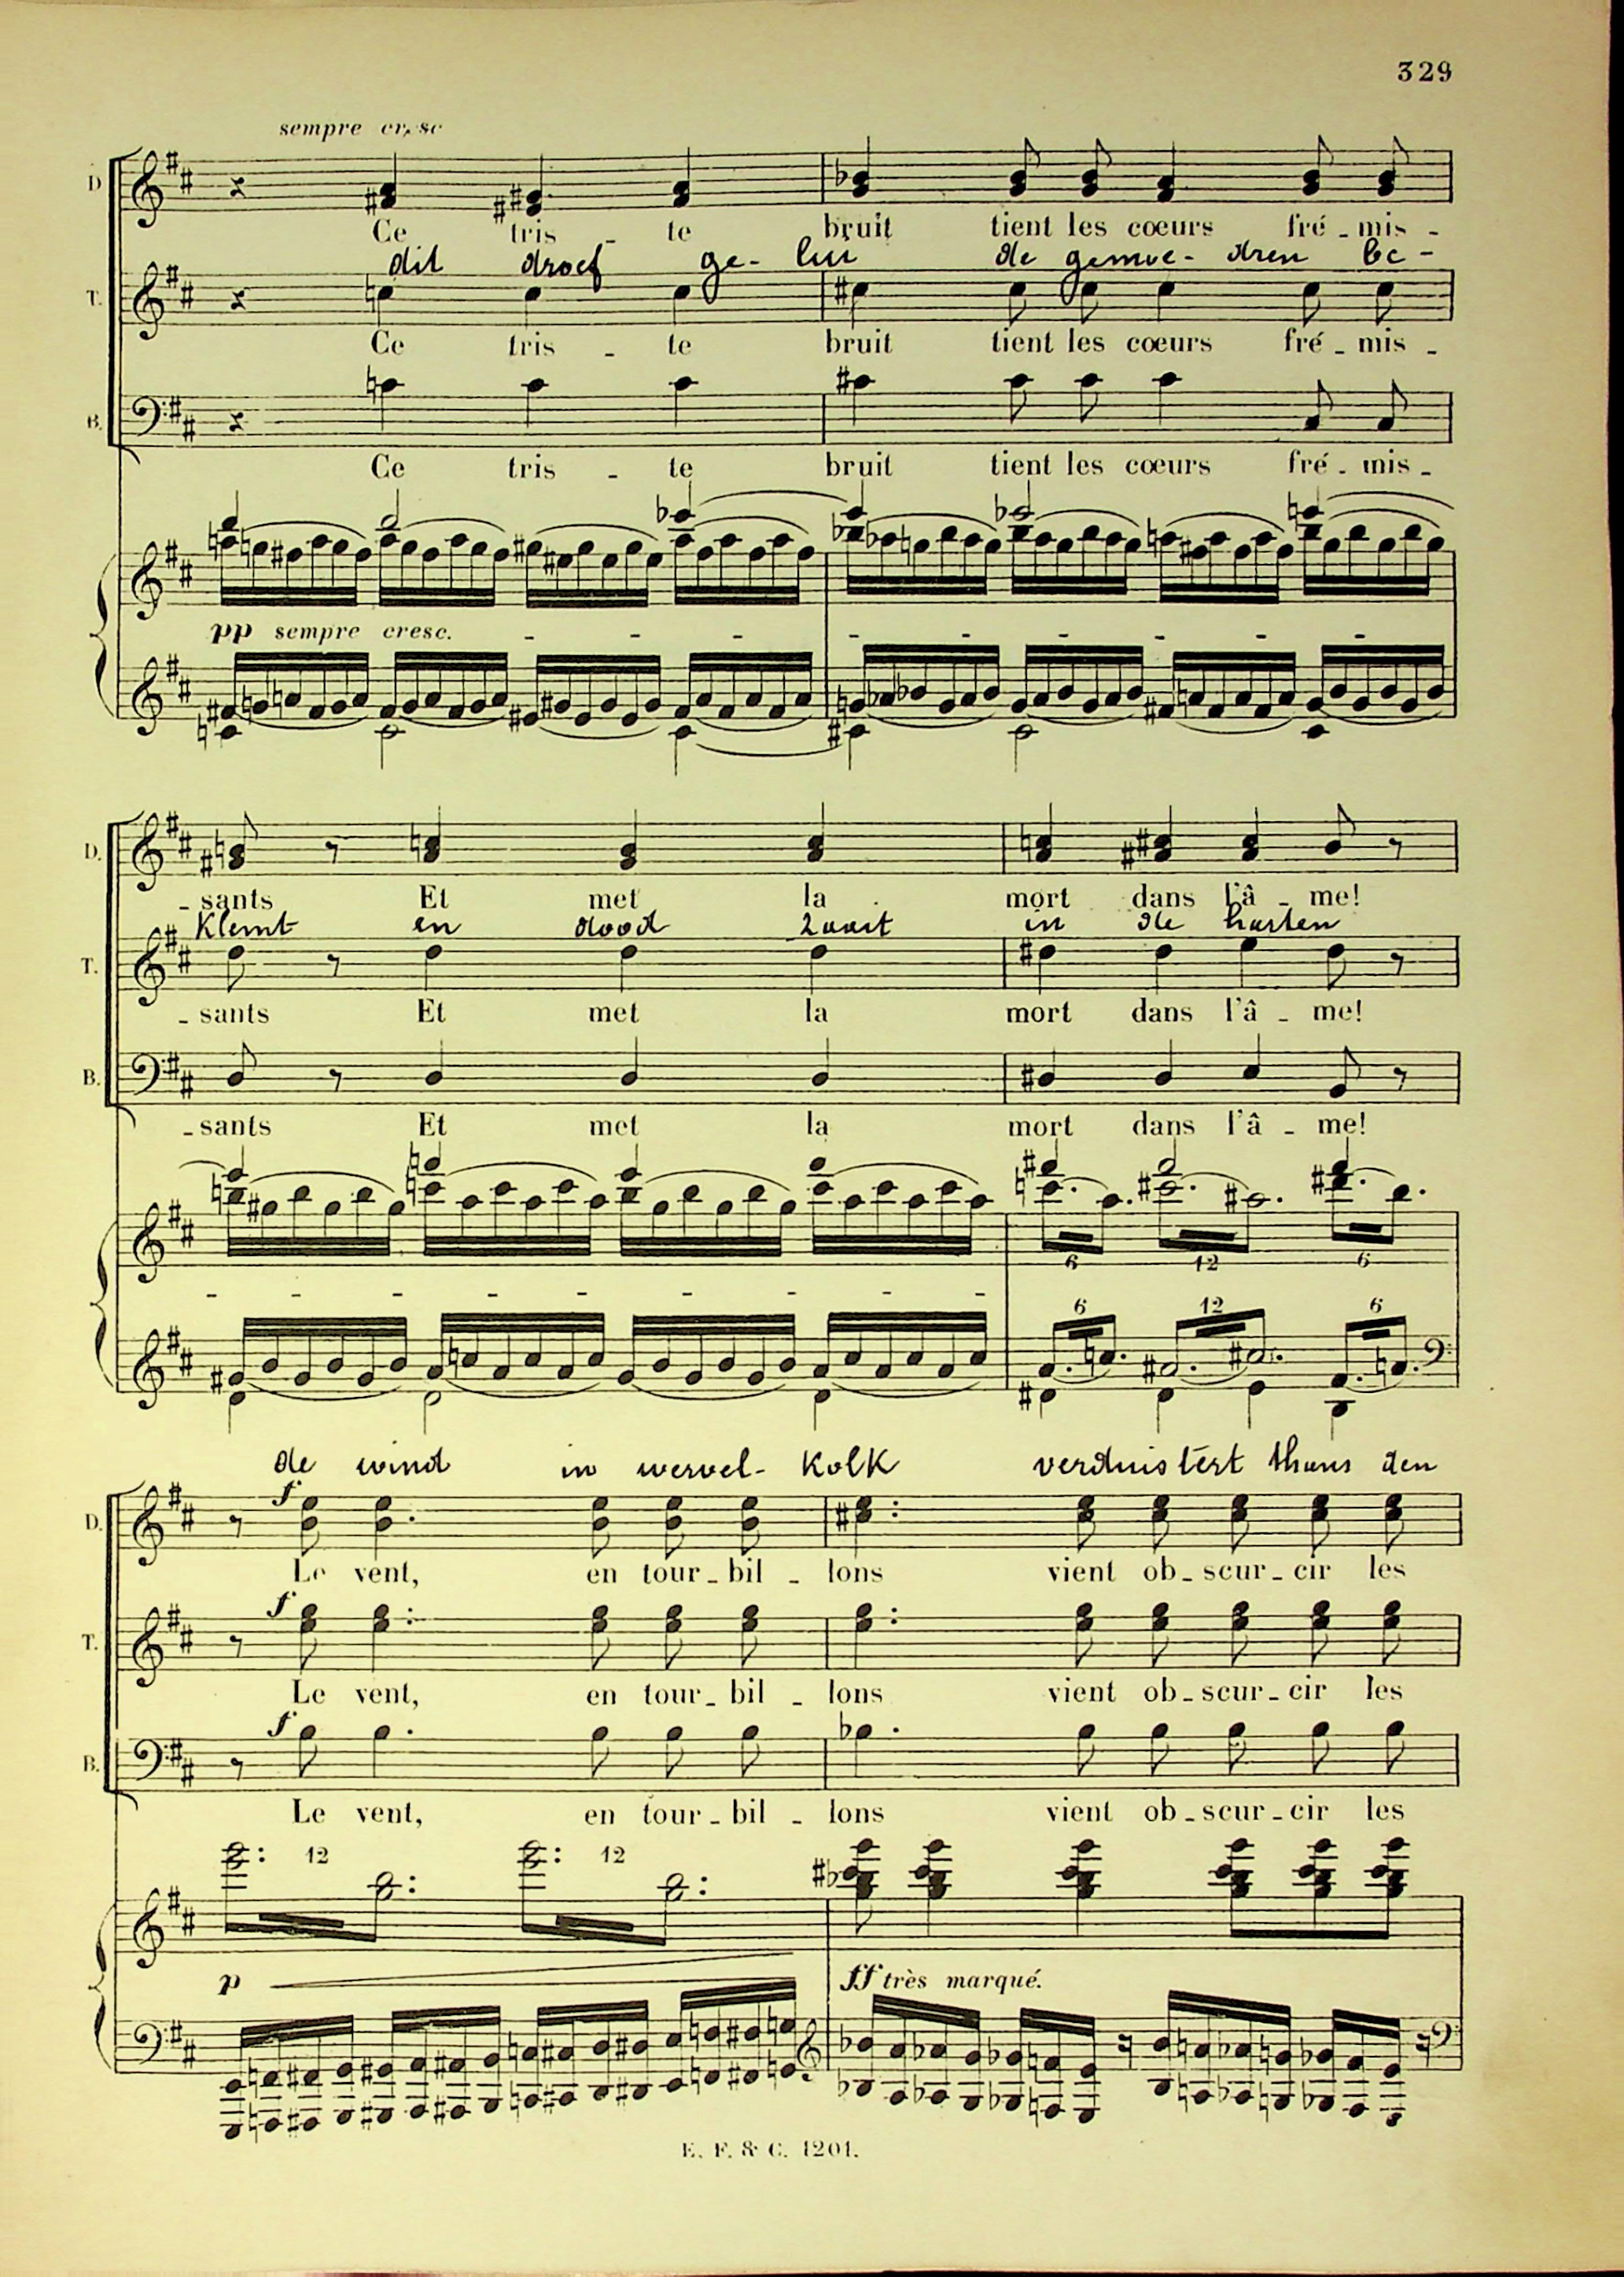 329
sempre cresc
D
Ce tris - te bruit tient les cœurs fré - mis -
dit droef ge- de gemoe- dren be-
T.
Ce tris - te bruit tient les cœurs fré - mis -
B.
Ce tris - te bruit tient les cœurs fré - mis -
pp sempre cresc. - - - - - - - - -
D.
- sants Et met la mort dans l'â - me!
klemt en dood zaait in de harten
T.
- sants Et met la mort dans l'â - me!
B.
- sants Et met la mort dans l'â - me!
6 12 6
6 12 6
de wind in wervel- kolk verduistert thans den
f
D.
Le vent, en tour - bil - lons vient ob - scur - cir les
f
T.
Le vent, en tour - bil - lons vient ob - scur - cir les
f
B.
Le vent, en tour - bil - lons vient ob - scur - cir les
12 12
p ff très marqué.
E. F. & C. 1201.